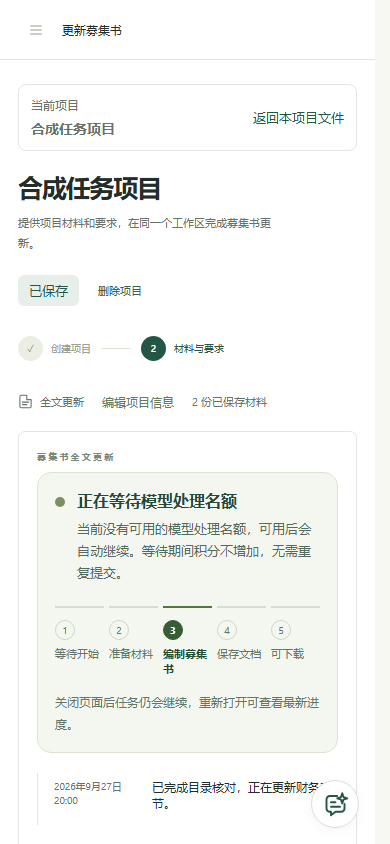 更新募集书
当前项目
合成任务项目
返回本项目文件
合成任务项目
提供项目材料和要求，在同一个工作区完成募集书更
新。
已保存
删除项目
✓ 创建项目
2 材料与要求
全文更新
编辑项目信息
2 份已保存材料
募集书全文更新
正在等待模型处理名额
当前没有可用的模型处理名额，可用后会
自动继续。等待期间积分不增加，无需重
复提交。
1 2 3 4 5
等待开始 准备材料 编制募集 保存文档 可下载
书
关闭页面后任务仍会继续，重新打开可查看最新进
度。
2026年9月27日
20:00
已完成目录核对，正在更新财务
节。